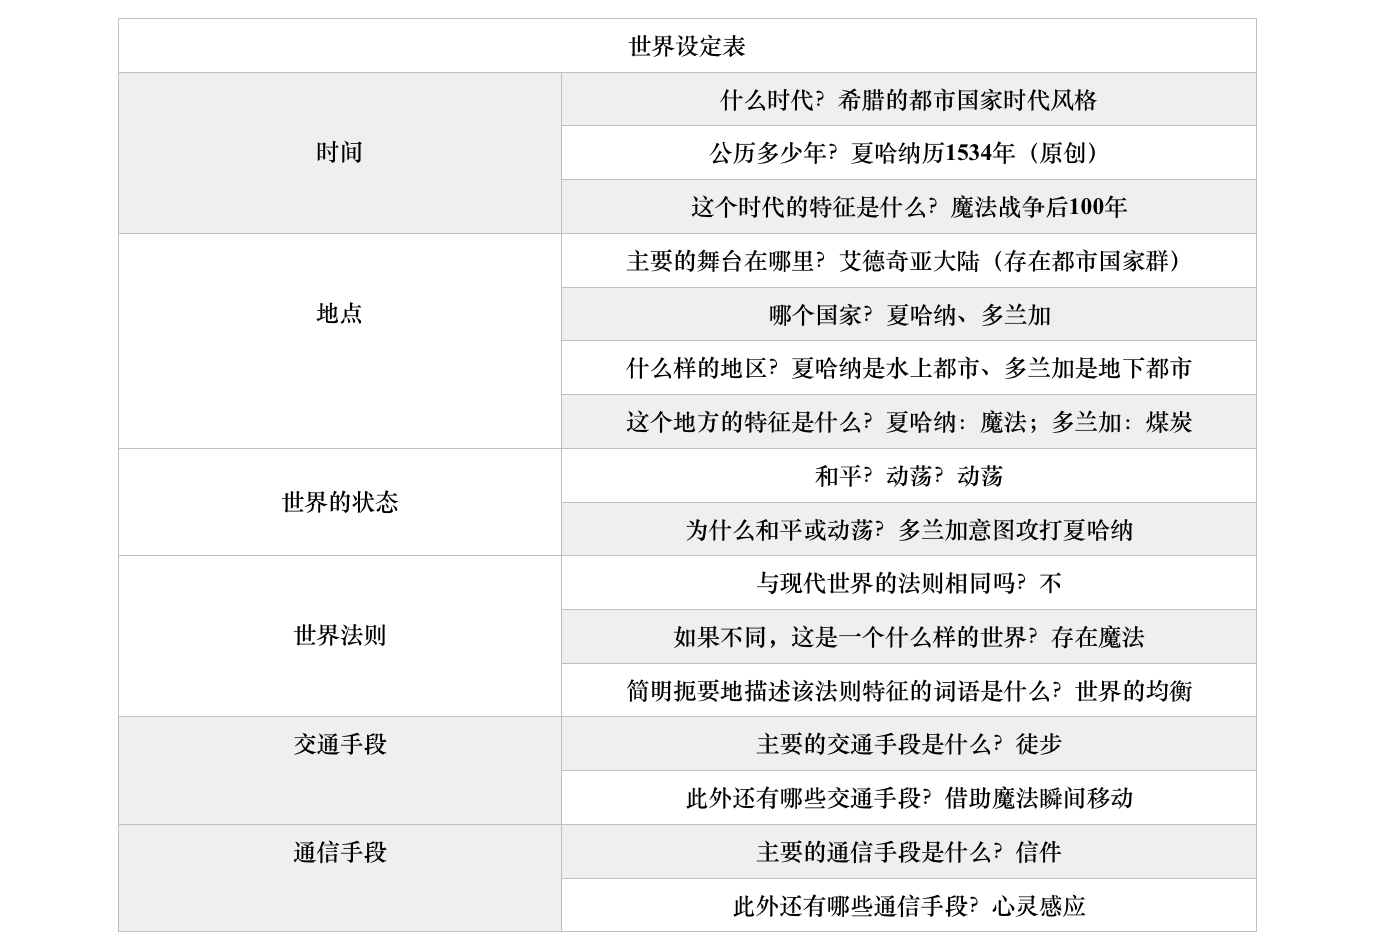 世界设定表
时间
什么时代？希腊的都市国家时代风格
公历多少年？夏哈纳历1534年（原创）
这个时代的特征是什么？魔法战争后100年
地点
主要的舞台在哪里？艾德奇亚大陆（存在都市国家群）
哪个国家？夏哈纳、多兰加
什么样的地区？夏哈纳是水上都市、多兰加是地下都市
这个地方的特征是什么？夏哈纳：魔法；多兰加：煤炭
世界的状态
和平？动荡？动荡
为什么和平或动荡？多兰加意图攻打夏哈纳
世界法则
与现代世界的法则相同吗？不
如果不同，这是一个什么样的世界？存在魔法
简明扼要地描述该法则特征的词语是什么？世界的均衡
交通手段
主要的交通手段是什么？徒步
此外还有哪些交通手段？借助魔法瞬间移动
通信手段
主要的通信手段是什么？信件
此外还有哪些通信手段？心灵感应